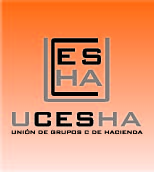 ES
HA
UCESHA
UNIÓN DE GRUPOS C DE HACIENDA